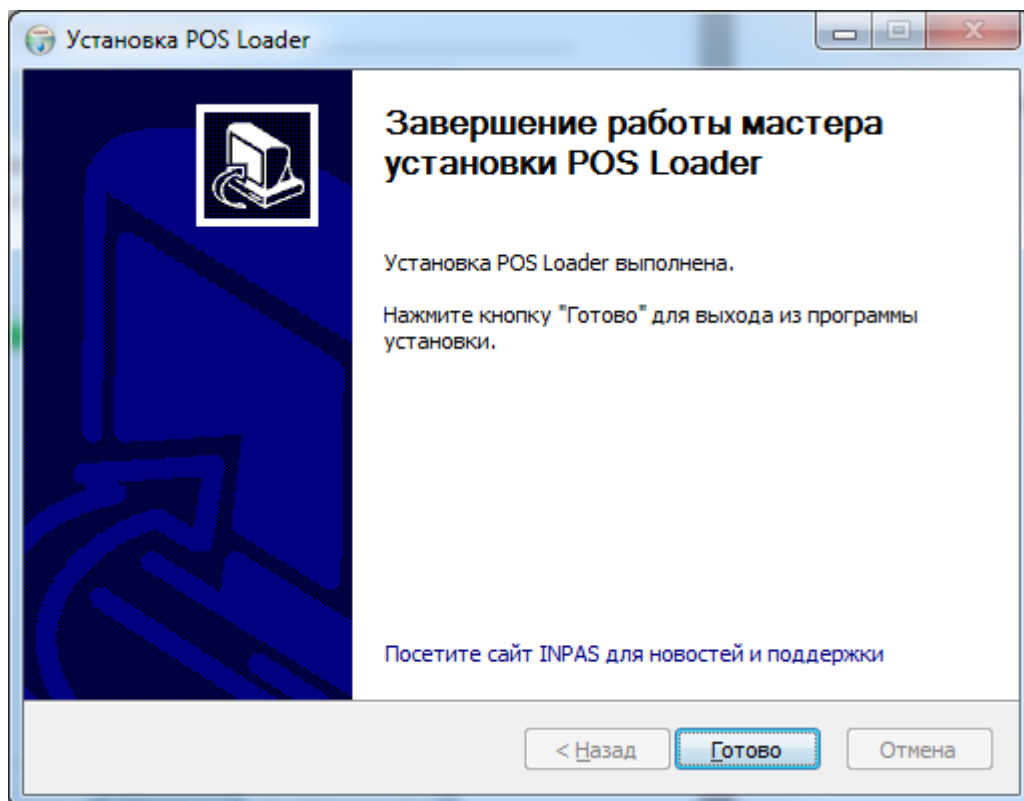 Установка POS Loader
Завершение работы мастера
установки POS Loader
Установка POS Loader выполнена.
Нажмите кнопку "Готово" для выхода из программы
установки.
Посетите сайт INPAS для новостей и поддержки
< Назад
Готово
Отмена